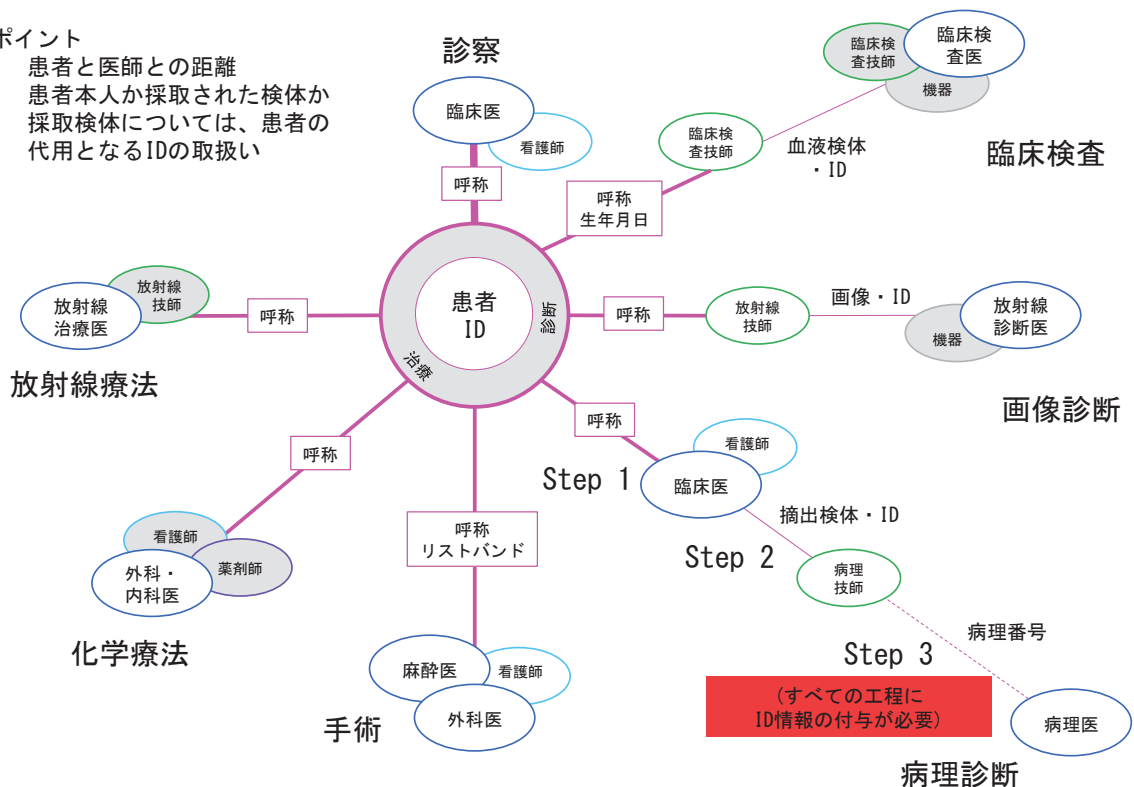 ポイント
患者と医師との距離
患者本人か採取された検体か
採取検体については、患者の
代用となるIDの取扱い
診察
臨床医
看護師
呼称
臨床検
査技師
臨床検
査医
機器
臨床検
査技師
血液検体
・ID
臨床検査
呼称
生年月日
患者
ID
診断
治療
放射線
治療医
放射線
技師
呼称
放射線療法
呼称
放射線
技師
画像・ID
機器
放射線
診断医
画像診断
呼称
看護師
外科・
内科医
薬剤師
化学療法
呼称
リストバンド
麻酔医
看護師
外科医
手術
呼称
Step 1
看護師
臨床医
摘出検体・ID
Step 2
病理
技師
病理番号
Step 3
(すべての工程に
ID情報の付与が必要)
病理医
病理診断